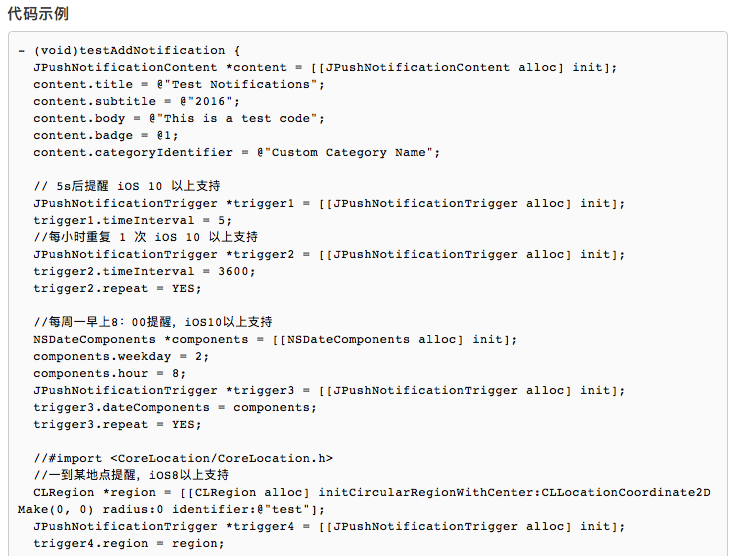 代码示例
- (void)testAddNotification {
  JPushNotificationContent *content = [[JPushNotificationContent alloc] init];
  content.title = @"Test Notifications";
  content.subtitle = @"2016";
  content.body = @"This is a test code";
  content.badge = @1;
  content.categoryIdentifier = @"Custom Category Name";

  // 5s后提醒 iOS 10 以上支持
  JPushNotificationTrigger *trigger1 = [[JPushNotificationTrigger alloc] init];
  trigger1.timeInterval = 5;
  //每小时重复 1 次 iOS 10 以上支持
  JPushNotificationTrigger *trigger2 = [[JPushNotificationTrigger alloc] init];
  trigger2.timeInterval = 3600;
  trigger2.repeat = YES;

  //每周一早上8：00提醒，iOS10以上支持
  NSDateComponents *components = [[NSDateComponents alloc] init];
  components.weekday = 2;
  components.hour = 8;
  JPushNotificationTrigger *trigger3 = [[JPushNotificationTrigger alloc] init];
  trigger3.dateComponents = components;
  trigger3.repeat = YES;

  //#import <CoreLocation/CoreLocation.h>
  //一到某地点提醒，iOS8以上支持
  CLRegion *region = [[CLRegion alloc] initCircularRegionWithCenter:CLLocationCoordinate2D
Make(0, 0) radius:0 identifier:@"test"];
  JPushNotificationTrigger *trigger4 = [[JPushNotificationTrigger alloc] init];
  trigger4.region = region;